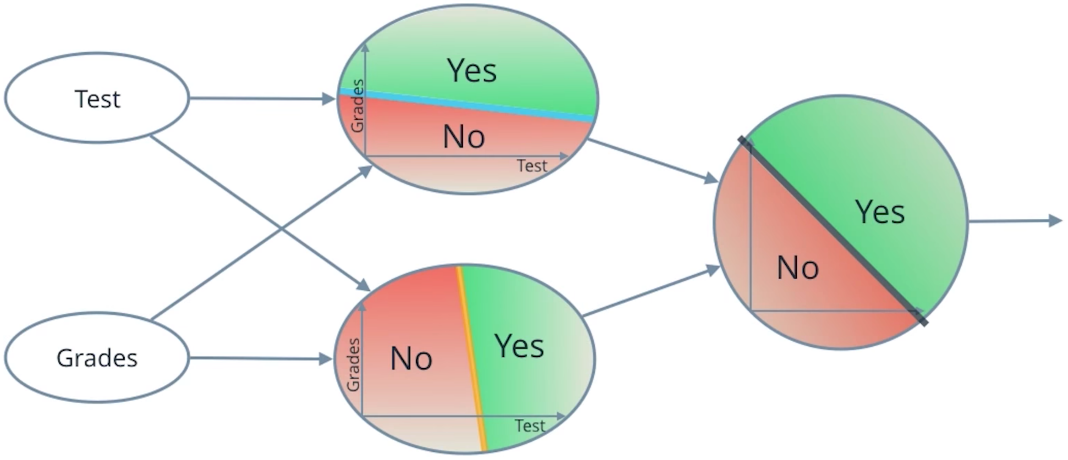 Test
Grades
Yes
No
Grades
Test
No
Yes
Grades
Test
Yes
No